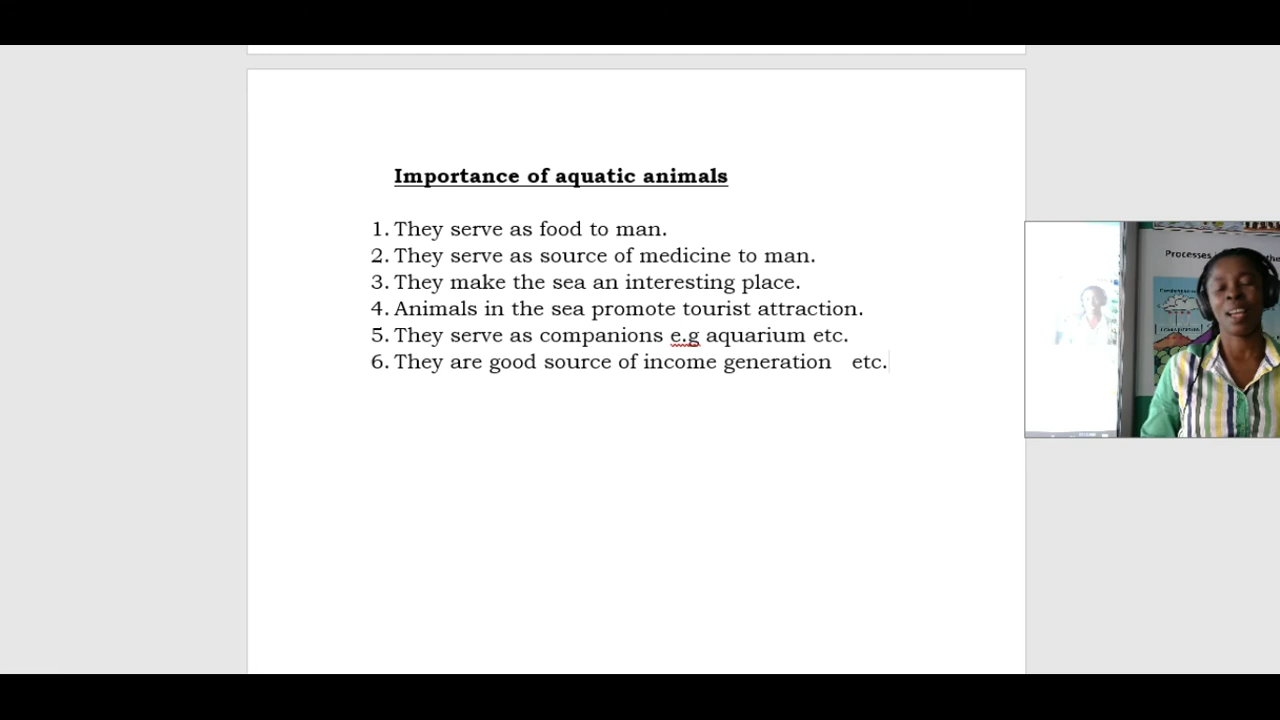 Importance of aquatic animals
1. They serve as food to man.
2. They serve as source of medicine to man.
3. They make the sea an interesting place.
4. Animals in the sea promote tourist attraction.
5. They serve as companions e.g aquarium etc.
6. They are good source of income generation etc.
Processes